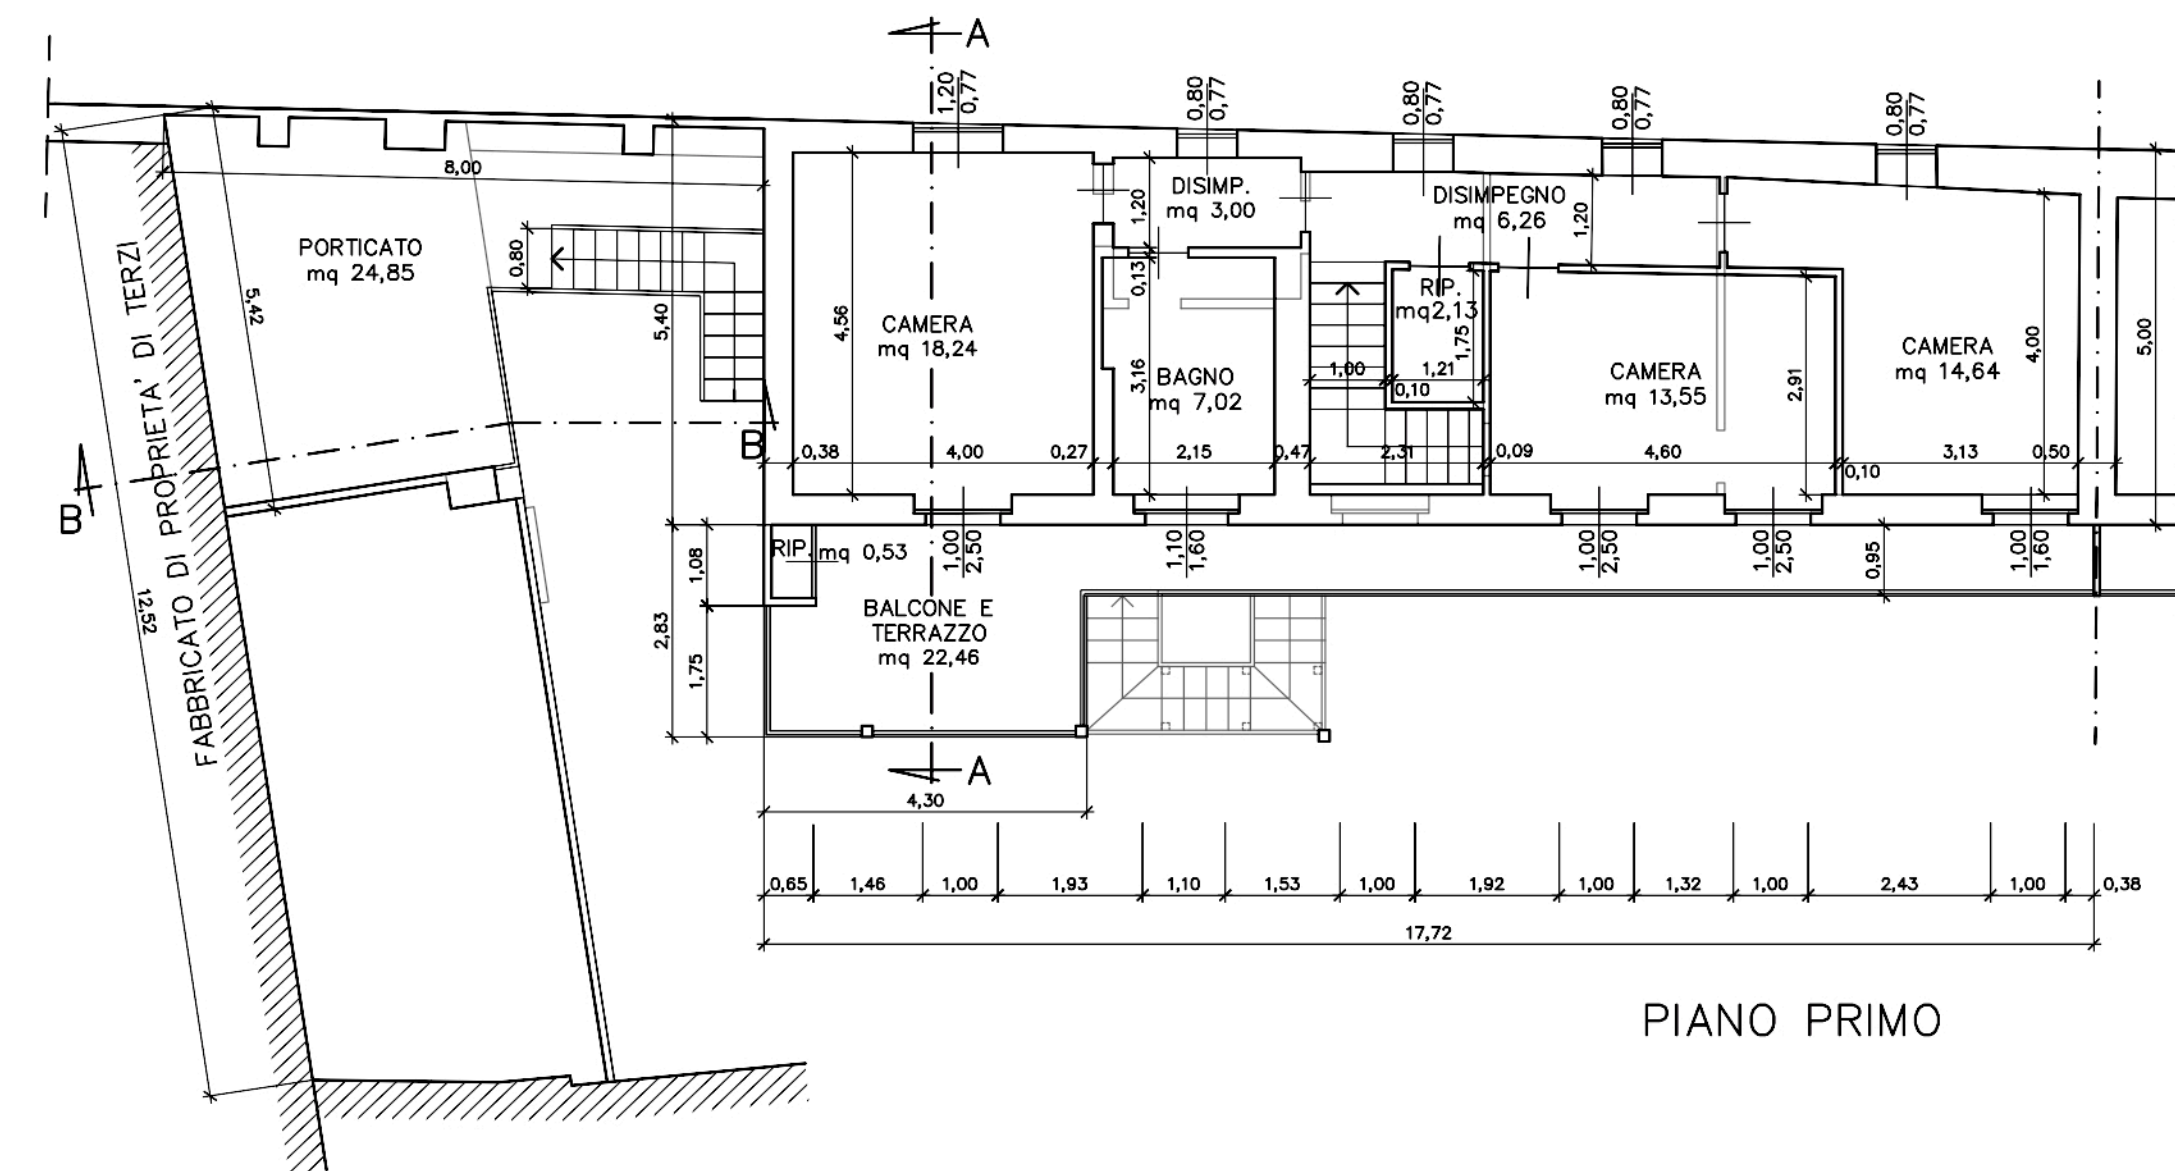 A
1,20
0,77
0,80
0,77
0,80
0,77
0,80
0,77
0,80
0,77
8,00
DISIMP.
mq 3,00
DISIMPEGNO
mq 6,26
1,20
1,20
PORTICATO
mq 24,85
0,80
5,42
5,40
4,56
CAMERA
mq 18,24
0,13
3,16
BAGNO
mq 7,02
RIP.
mq2,13
1,75
1,00
1,21
0,10
CAMERA
mq 13,55
2,91
CAMERA
mq 14,64
4,00
5,00
B
B
0,38
4,00
0,27
2,15
0,47
2,31
0,09
4,60
0,10
3,13
0,50
FABBRICATO DI PROPRIETA' DI TERZI
12,52
RIP.
mq 0,53
1,08
1,00
2,50
1,10
1,60
1,00
2,50
1,00
2,50
0,95
1,00
1,60
2,83
1,75
BALCONE E
TERRAZZO
mq 22,46
A
4,30
0,65
1,46
1,00
1,93
1,10
1,53
1,00
1,92
1,00
1,32
1,00
2,43
1,00
0,38
17,72
PIANO PRIMO